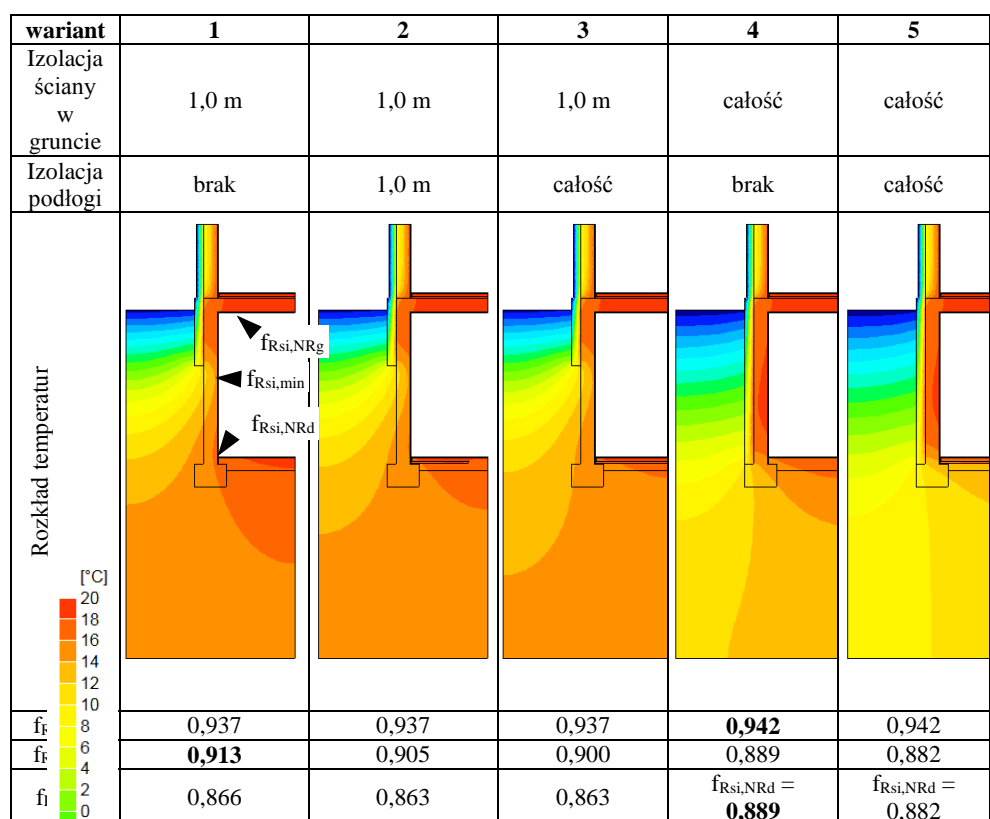 wariant 1 2 3 4 5
Izolacja
ściany
w
gruncie
1,0 m 1,0 m 1,0 m całość całość
Izolacja
podłogi
brak 1,0 m całość brak całość
Rozkład temperatur
fRsi,NRg
fRsi,min
fRsi,NRd
[°C]
20
18
16
14
12
10
8
6
4
2
0
0,937 0,937 0,937 0,942 0,942
0,913 0,905 0,900 0,889 0,882
0,866 0,863 0,863
fRsi,NRd =
0,889
fRsi,NRd =
0,882